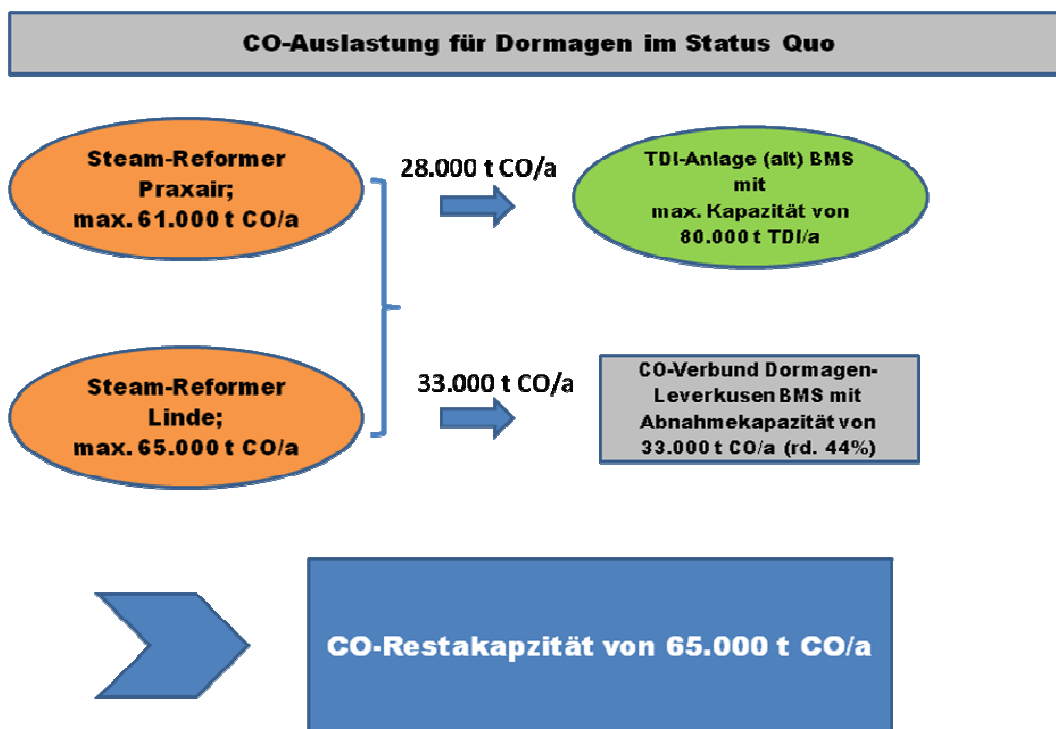 CO-Auslastung für Dormagen im Status Quo
Steam-Reformer
Praxair;
max. 61.000 t CO/a
28.000 t CO/a
TDI-Anlage (alt) BMS
mit
max. Kapazität von
80.000 t TDI/a
Steam-Reformer
Linde;
max. 65.000 t CO/a
33.000 t CO/a
CO-Verbund Dormagen-
Leverkusen BMS mit
Abnahmekapazität von
33.000 t CO/a (rd. 44%)
CO-Restakapzität von 65.000 t CO/a